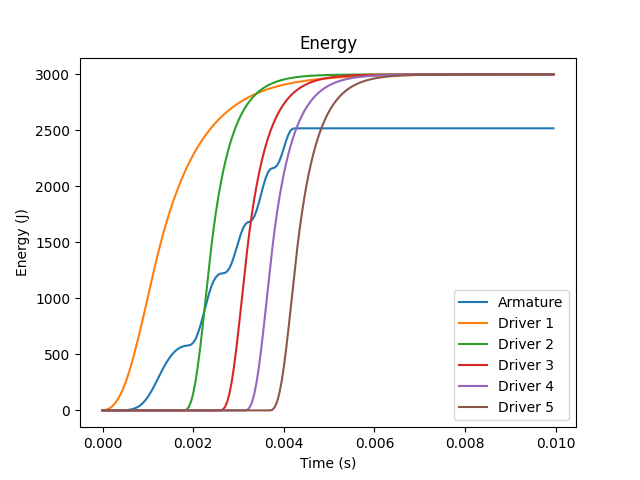 Energy
Energy (J)
3000
2500
2000
1500
1000
500
0
0.000
0.002
0.004
0.006
0.008
0.010
Time (s)
Armature
Driver 1
Driver 2
Driver 3
Driver 4
Driver 5